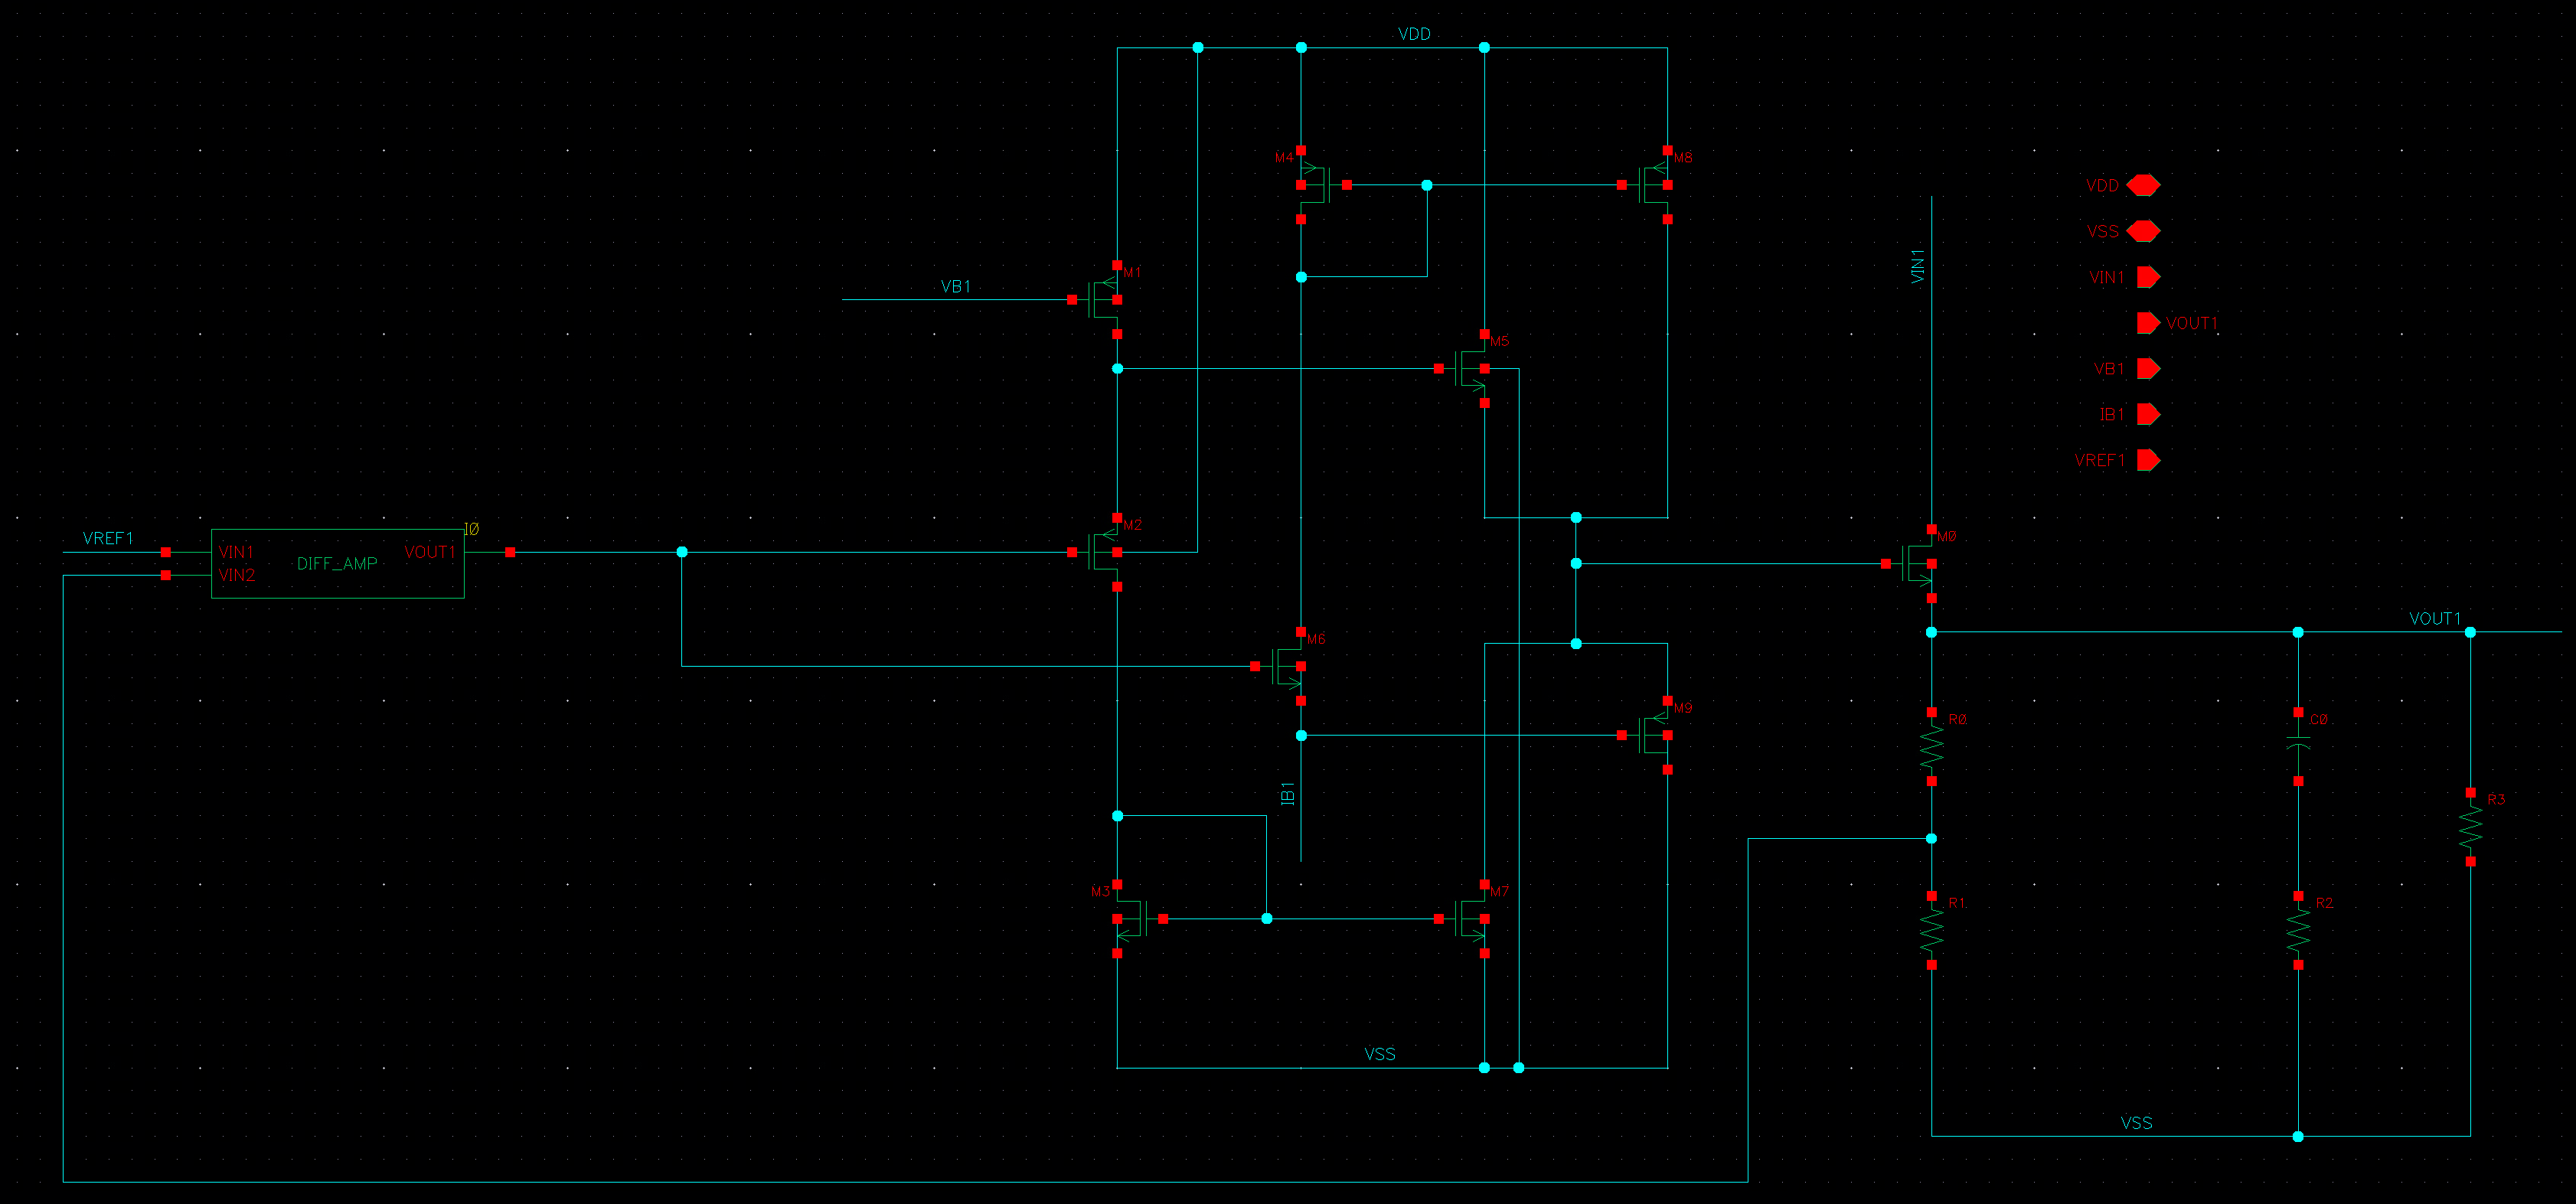 VDD
M4
M8
VDD
VSS
M1
VIN1
VIN1
VB1
VOUT1
M5
VB1
IB1
VREF1
M2
I0
VREF1
VIN1
VOUT1
DIFF_AMP
VIN2
M0
VOUT1
M6
M9
R0
C0
IB1
R3
M3
M7
R1
R2
VSS
VSS